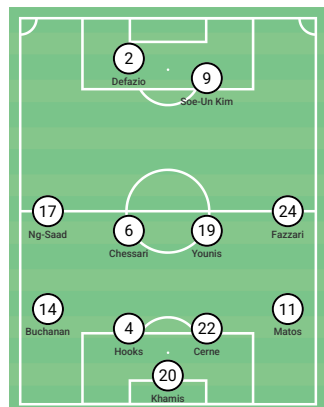 2
Defazio
9
Soe-Un Kim
17
Ng-Saad
6
Chessari
19
Younis
24
Fazzari
14
Buchanan
4
Hooks
22
Cerne
11
Matos
20
Khamis